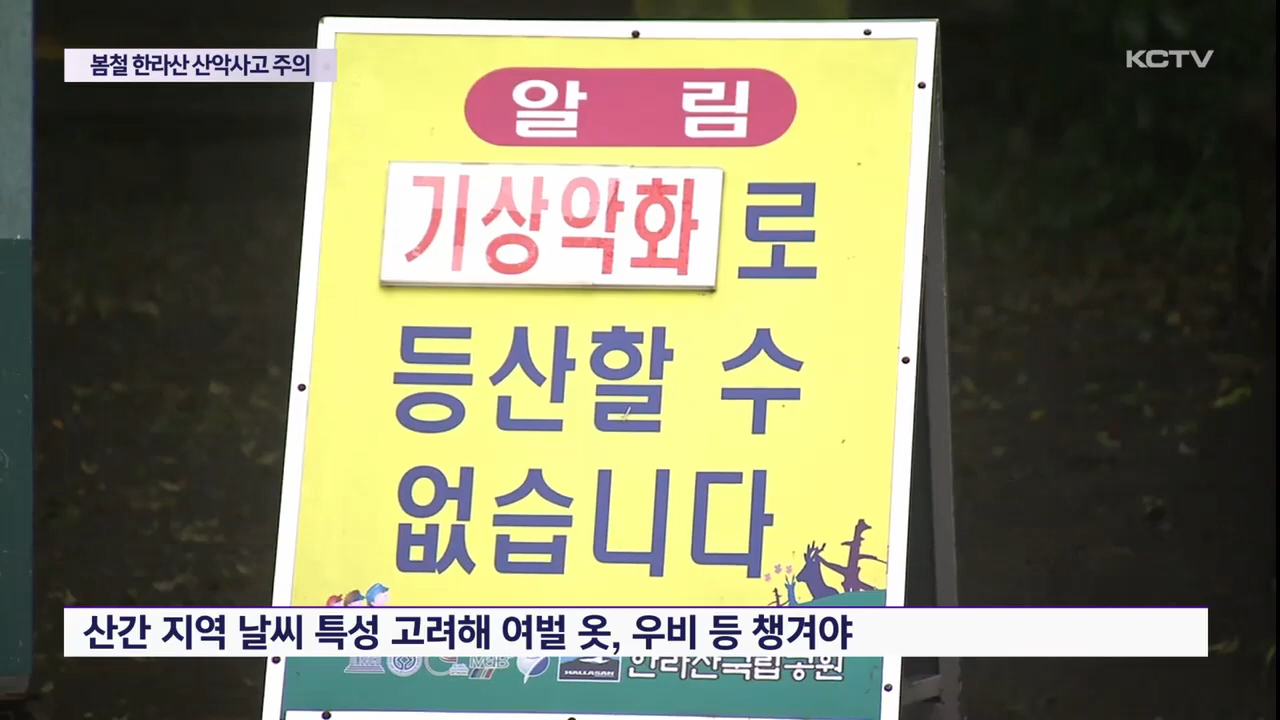 봄철 한라산 산악사고 주의
KCTV
알 림
기상악화로
등산할 수
없습니다
산간 지역 날씨 특성 고려해 여벌 옷, 우비 등 챙겨야
HALLASAN
한라산국립공원